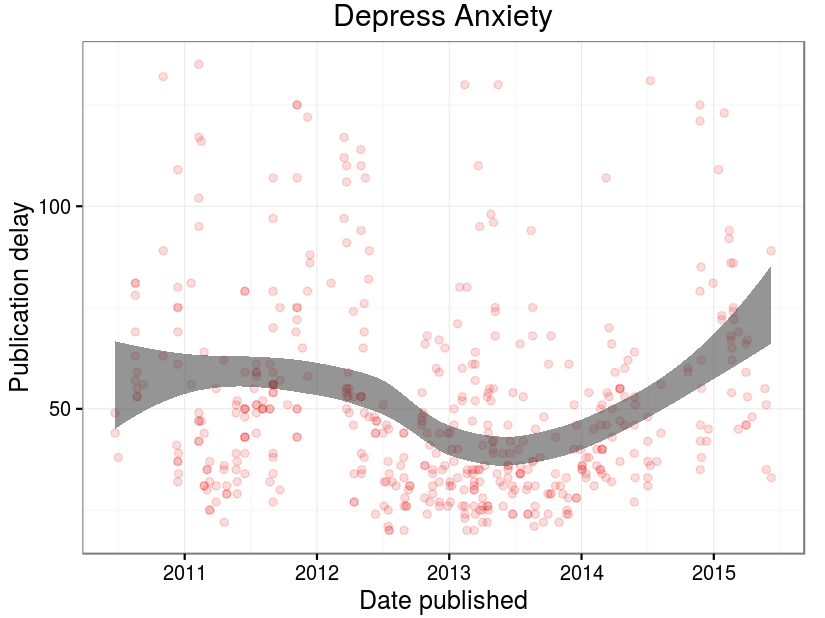 Depress Anxiety
Publication delay
100
50
2011 2012 2013 2014 2015
Date published